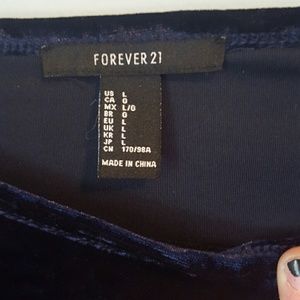 FOREVER 21
US L
CA G
MX L/G
BR G
EU L
UK L
KR L
JP L
CN 170/98A
MADE IN CHINA